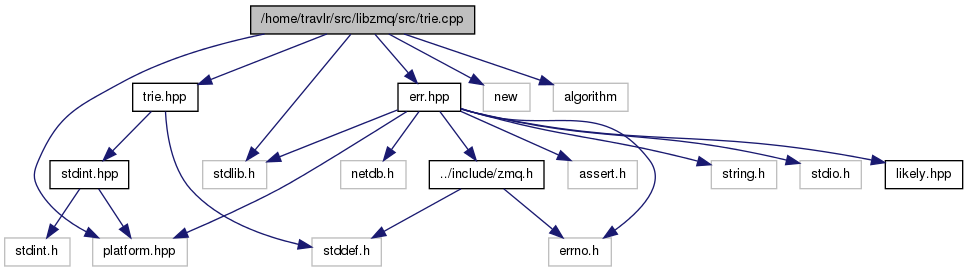 /home/travlr/src/libzmq/src/trie.cpp
trie.hpp
err.hpp
new
algorithm
stdint.hpp
stdlib.h
netdb.h
../include/zmq.h
assert.h
string.h
stdio.h
likely.hpp
stdint.h
platform.hpp
stddef.h
errno.h